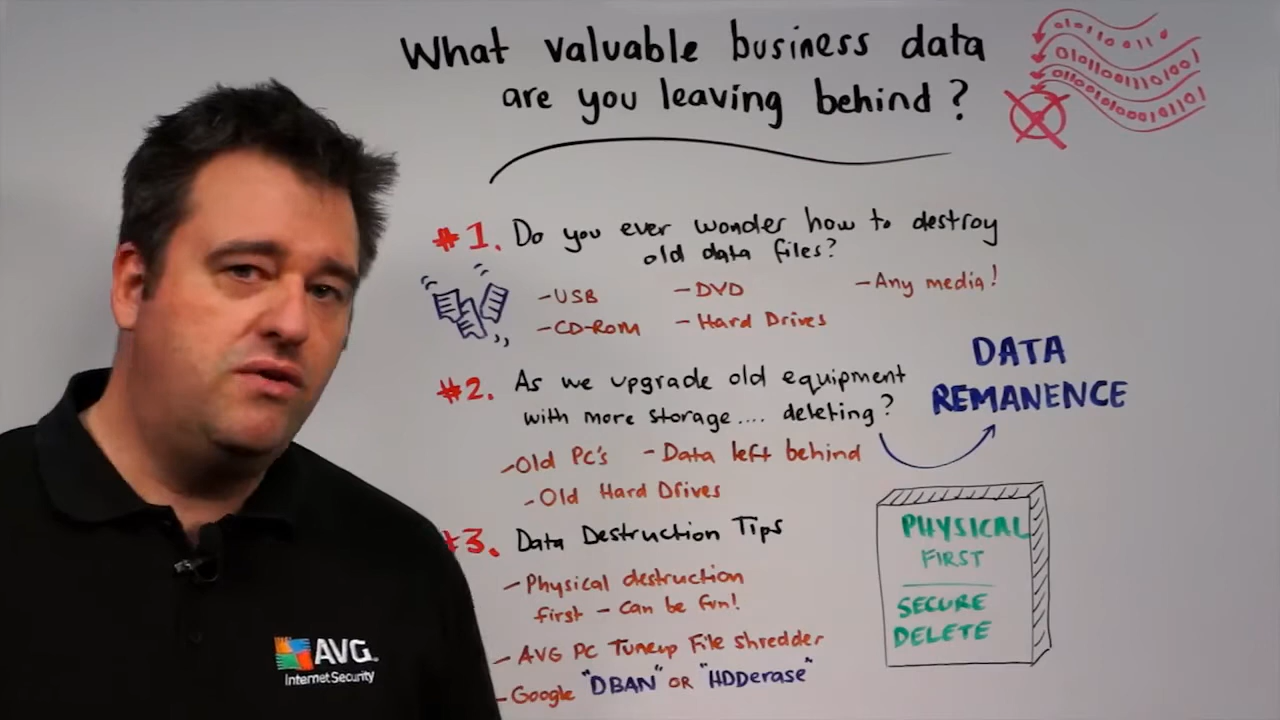 What valuable business data
are you leaving behind?
01011001110
010110011101001
#1. Do you ever wonder how to destroy
old data files?
- USB - DVD - Any media!
- CD-ROM - Hard Drives
#2. As we upgrade old equipment
with more storage.... deleting?
DATA
REMANENCE
- Old PC's - Data left behind
- Old Hard Drives
#3. Data Destruction Tips
- Physical destruction
first - can be fun!
- AVG PC Tuneup File shredder
- Google "DBAN" OR "HDDerase"
PHYSICAL
FIRST
SECURE
DELETE
AVG.
Internet Security